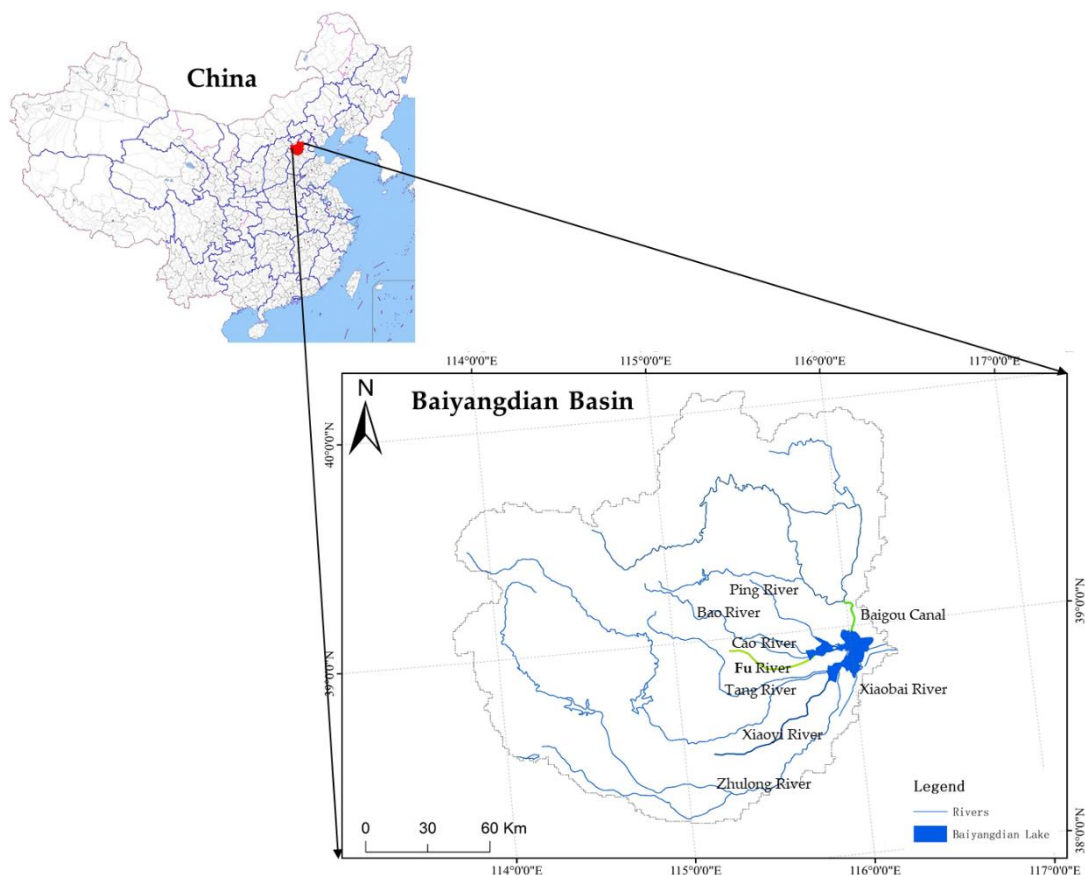 China
114°0'0"E
115°0'0"E
116°0'0"E
117°0'0"E
N
Baiyangdian Basin
40°0'0"N
39°0'0"N
Ping River
Bao River
Baigou Canal
Cao River
Fu River
39°0'0"N
Tang River
Xiaobai River
Xiaoyi River
Zhulong River
Legend
Rivers
Baiyangdian Lake
0 30 60 Km
38°0'0"N
114°0'0"E
115°0'0"E
116°0'0"E
117°0'0"E